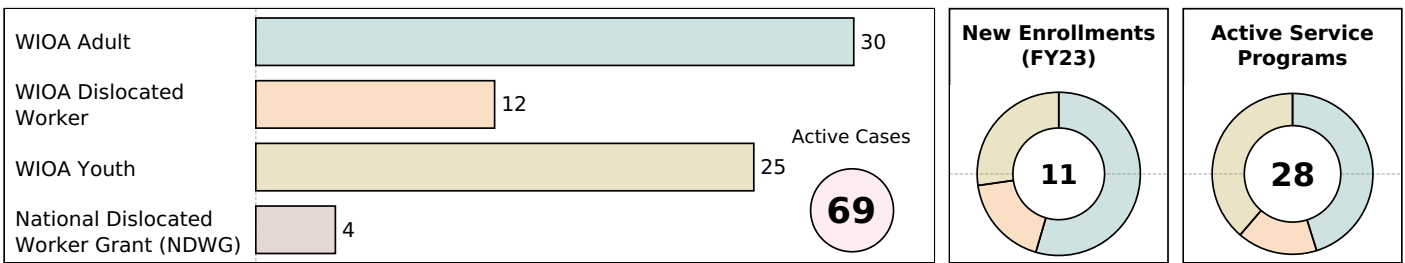 WIOA Adult
30
WIOA Dislocated
Worker
12
WIOA Youth
25
National Dislocated
Worker Grant (NDWG)
4
Active Cases
69
New Enrollments
(FY23)
11
Active Service
Programs
28